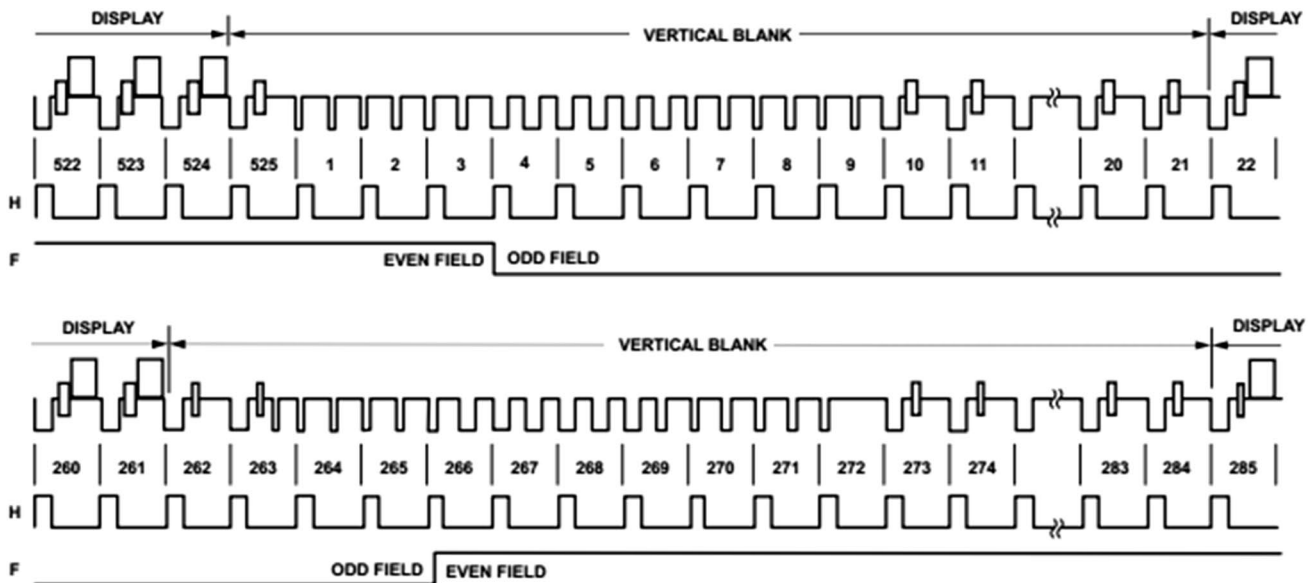 DISPLAY VERTICAL BLANK DISPLAY
522 523 524 525 1 2 3 4 5 6 7 8 9 10 11 20 21 22
H
F EVEN FIELD ODD FIELD
DISPLAY VERTICAL BLANK DISPLAY
260 261 262 263 264 265 266 267 268 269 270 271 272 273 274 283 284 285
H
F ODD FIELD EVEN FIELD